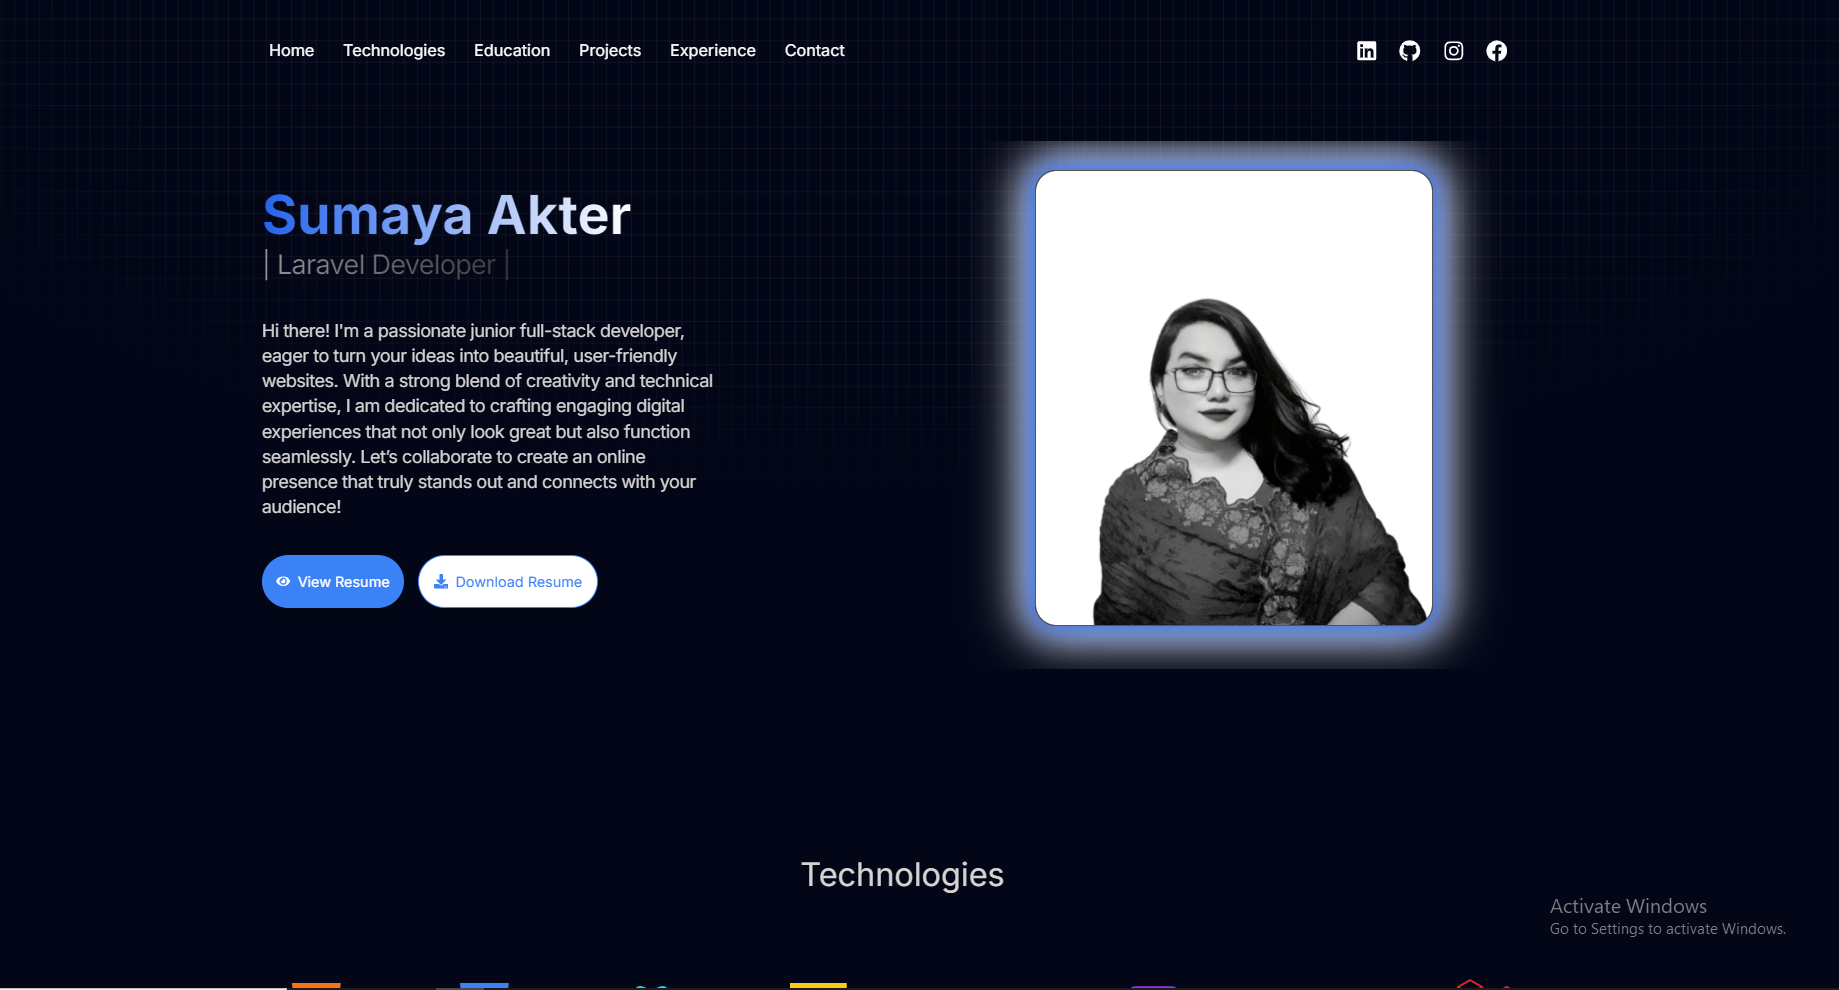 Home Technologies Education Projects Experience Contact
Sumaya Akter
| Laravel Developer |
Hi there! I'm a passionate junior full-stack developer,
eager to turn your ideas into beautiful, user-friendly
websites. With a strong blend of creativity and technical
expertise, I am dedicated to crafting engaging digital
experiences that not only look great but also function
seamlessly. Let’s collaborate to create an online
presence that truly stands out and connects with your
audience!
View Resume Download Resume
Technologies
Activate Windows
Go to Settings to activate Windows.